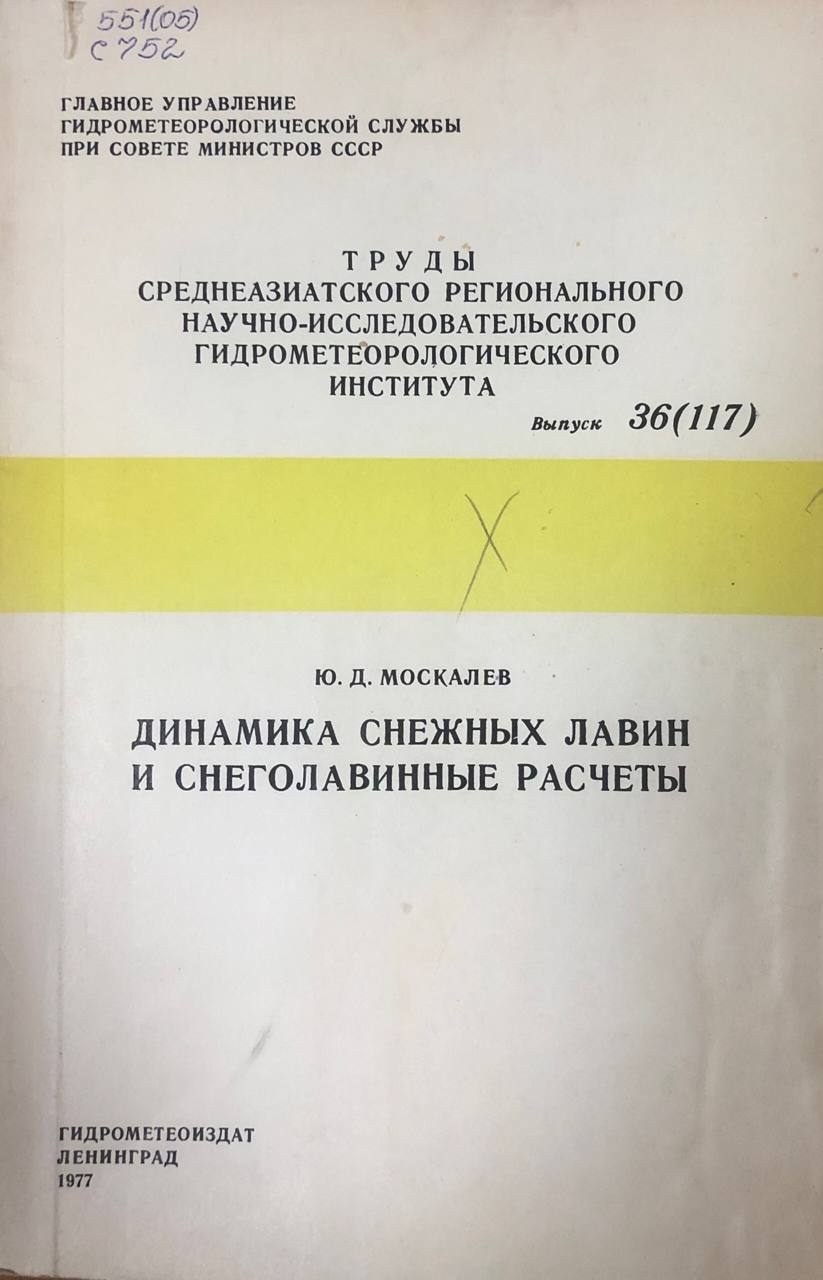 551(05)
С 752
ГЛАВНОЕ УПРАВЛЕНИЕ
ГИДРОМЕТЕОРОЛОГИЧЕСКОЙ СЛУЖБЫ
ПРИ СОВЕТЕ МИНИСТРОВ СССР
ТРУДЫ
СРЕДНЕАЗИАТСКОГО РЕГИОНАЛЬНОГО
НАУЧНО-ИССЛЕДОВАТЕЛЬСКОГО
ГИДРОМЕТЕОРОЛОГИЧЕСКОГО
ИНСТИТУТА
Выпуск 36(117)
Ю. Д. МОСКАЛЕВ
ДИНАМИКА СНЕЖНЫХ ЛАВИН
И СНЕГОЛАВИННЫЕ РАСЧЕТЫ
ГИДРОМЕТЕОИЗДАТ
ЛЕНИНГРАД
1977